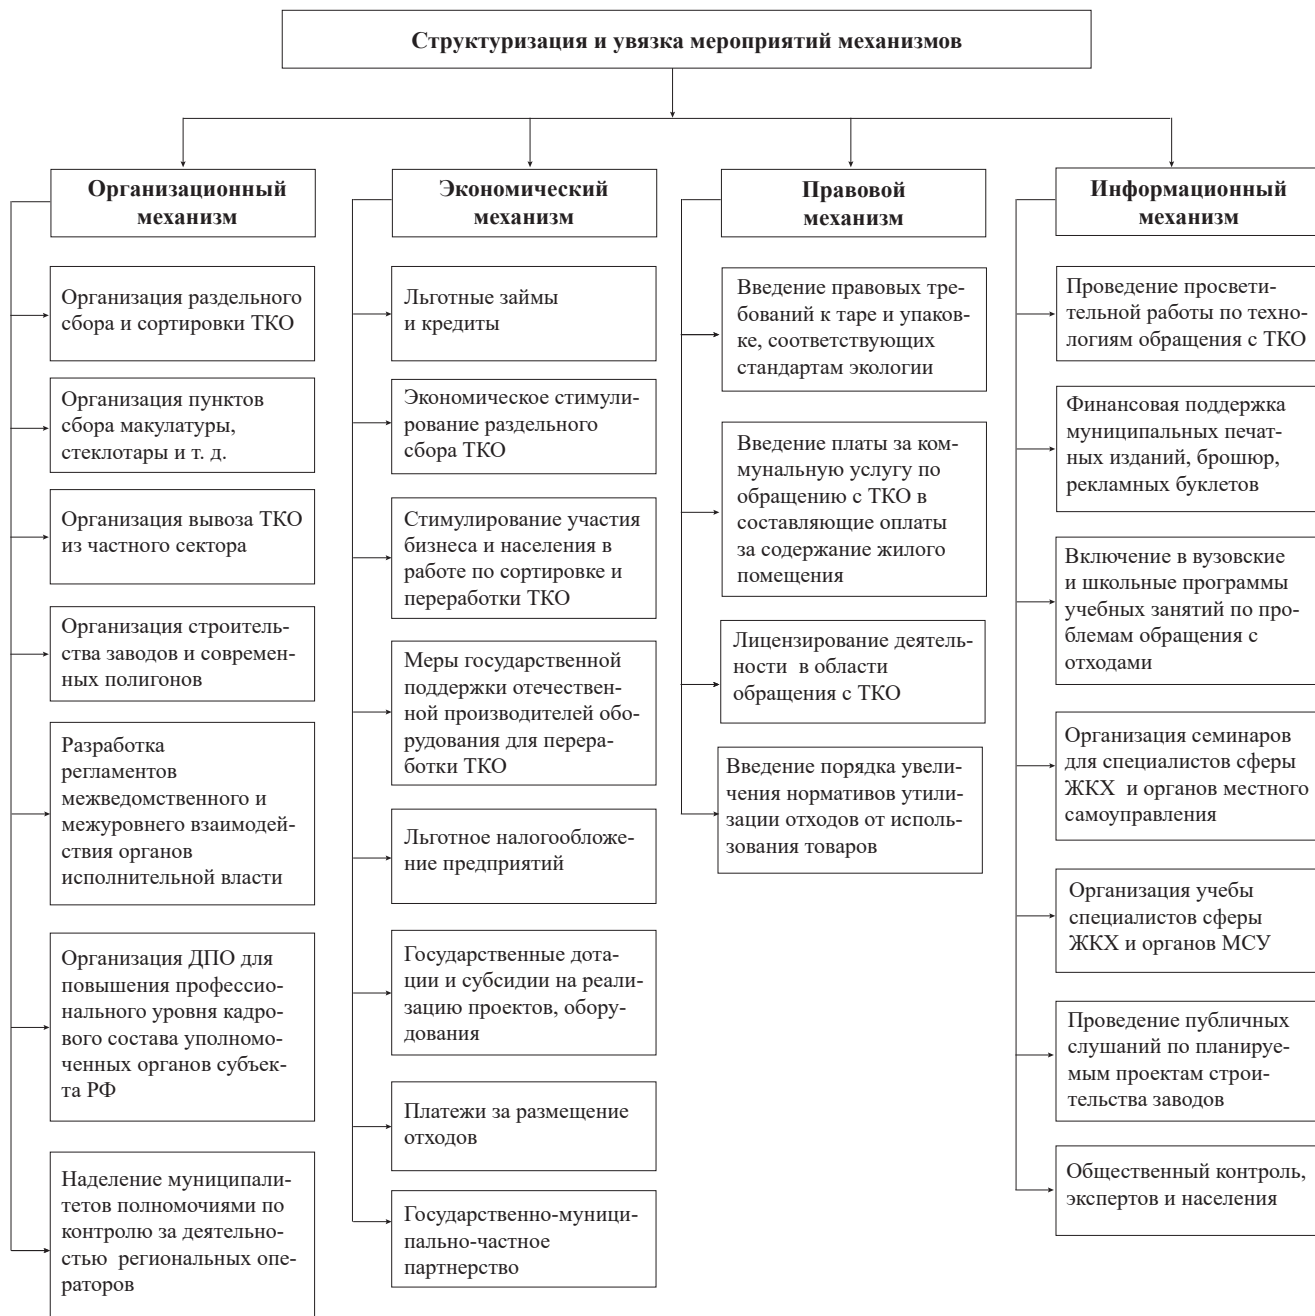 Структуризация и увязка мероприятий механизмов
Организационный
механизм
Организация раздельного
сбора и сортировки ТКО
Организация пунктов
сбора макулатуры,
стеклотары и т. д.
Организация вывоза ТКО
из частного сектора
Организация строитель-
ства заводов и современ-
ных полигонов
Разработка
регламентов
межведомственного и
межуровнего взаимодей-
ствия органов
исполнительной власти
Организация ДПО для
повышения профессио-
нального уровня кадро-
вого состава уполномо-
ченных органов субъек-
та РФ
Наделение муниципали-
тетов полномочиями по
контролю за деятельно-
стью региональных опе-
раторов
Экономический
механизм
Льготные займы
и кредиты
Экономическое стимули-
рование раздельного
сбора ТКО
Стимулирование участия
бизнеса и населения в
работе по сортировке и
переработки ТКО
Меры государственной
поддержки отечествен-
ной производителей обо-
рудования для перера-
ботки ТКО
Льготное налогообложе-
ние предприятий
Государственные дота-
ции и субсидии на реали-
зацию проектов, обору-
дования
Платежи за размещение
отходов
Государственно-муници-
пально-частное
партнерство
Правовой
механизм
Введение правовых тре-
бований к таре и упаков-
ке, соответствующих
стандартам экологии
Введение платы за ком-
мунальную услугу по
обращению с ТКО в
составляющие оплаты
за содержание жилого
помещения
Лицензирование деятель-
ности в области
обращения с ТКО
Введение порядка увели-
чения нормативов утили-
зации отходов от исполь-
зования товаров
Информационный
механизм
Проведение просвети-
тельной работы по техно-
логиям обращения с ТКО
Финансовая поддержка
муниципальных печат-
ных изданий, брошюр,
рекламных буклетов
Включение в вузовские
и школьные программы
учебных занятий по про-
блемам обращения с
отходами
Организация семинаров
для специалистов сферы
ЖКХ и органов местного
самоуправления
Организация учебы
специалистов сферы
ЖКХ и органов МСУ
Проведение публичных
слушаний по планируе-
мым проектам строи-
тельства заводов
Общественный контроль,
экспертов и населения